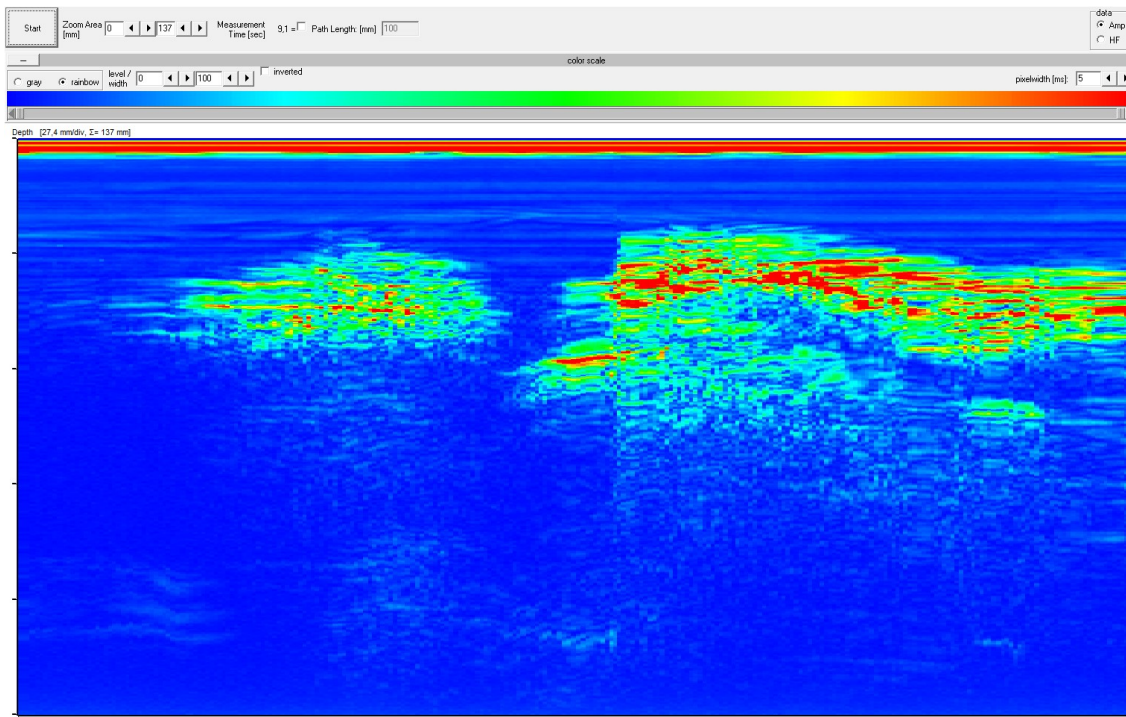 Start
Zoom Area [mm] 0 137
Measurement Time [sec] 9,1 =
Path Length: [mm] 100
data
Amp
HF
–
color scale
gray
rainbow
level / width 0 100
inverted
pixelwidth [ms]: 5
Depth [27,4 mm/div, Σ= 137 mm]